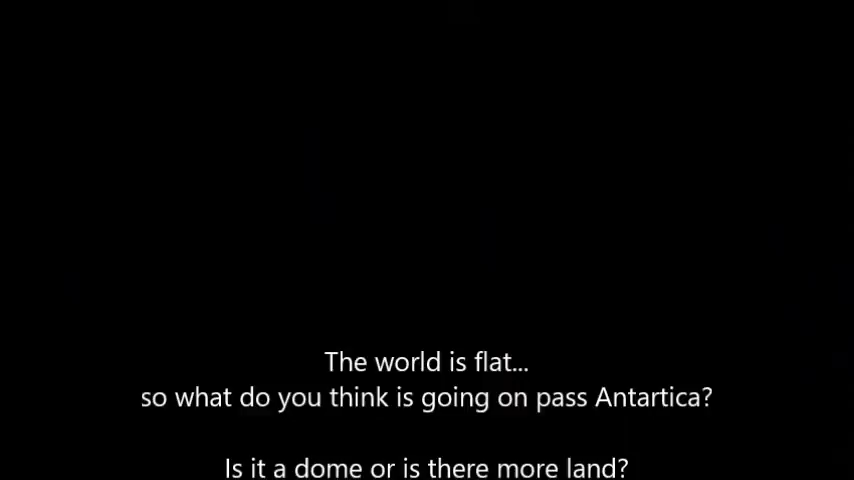 The world is flat...
so what do you think is going on pass Antartica?
Is it a dome or is there more land?